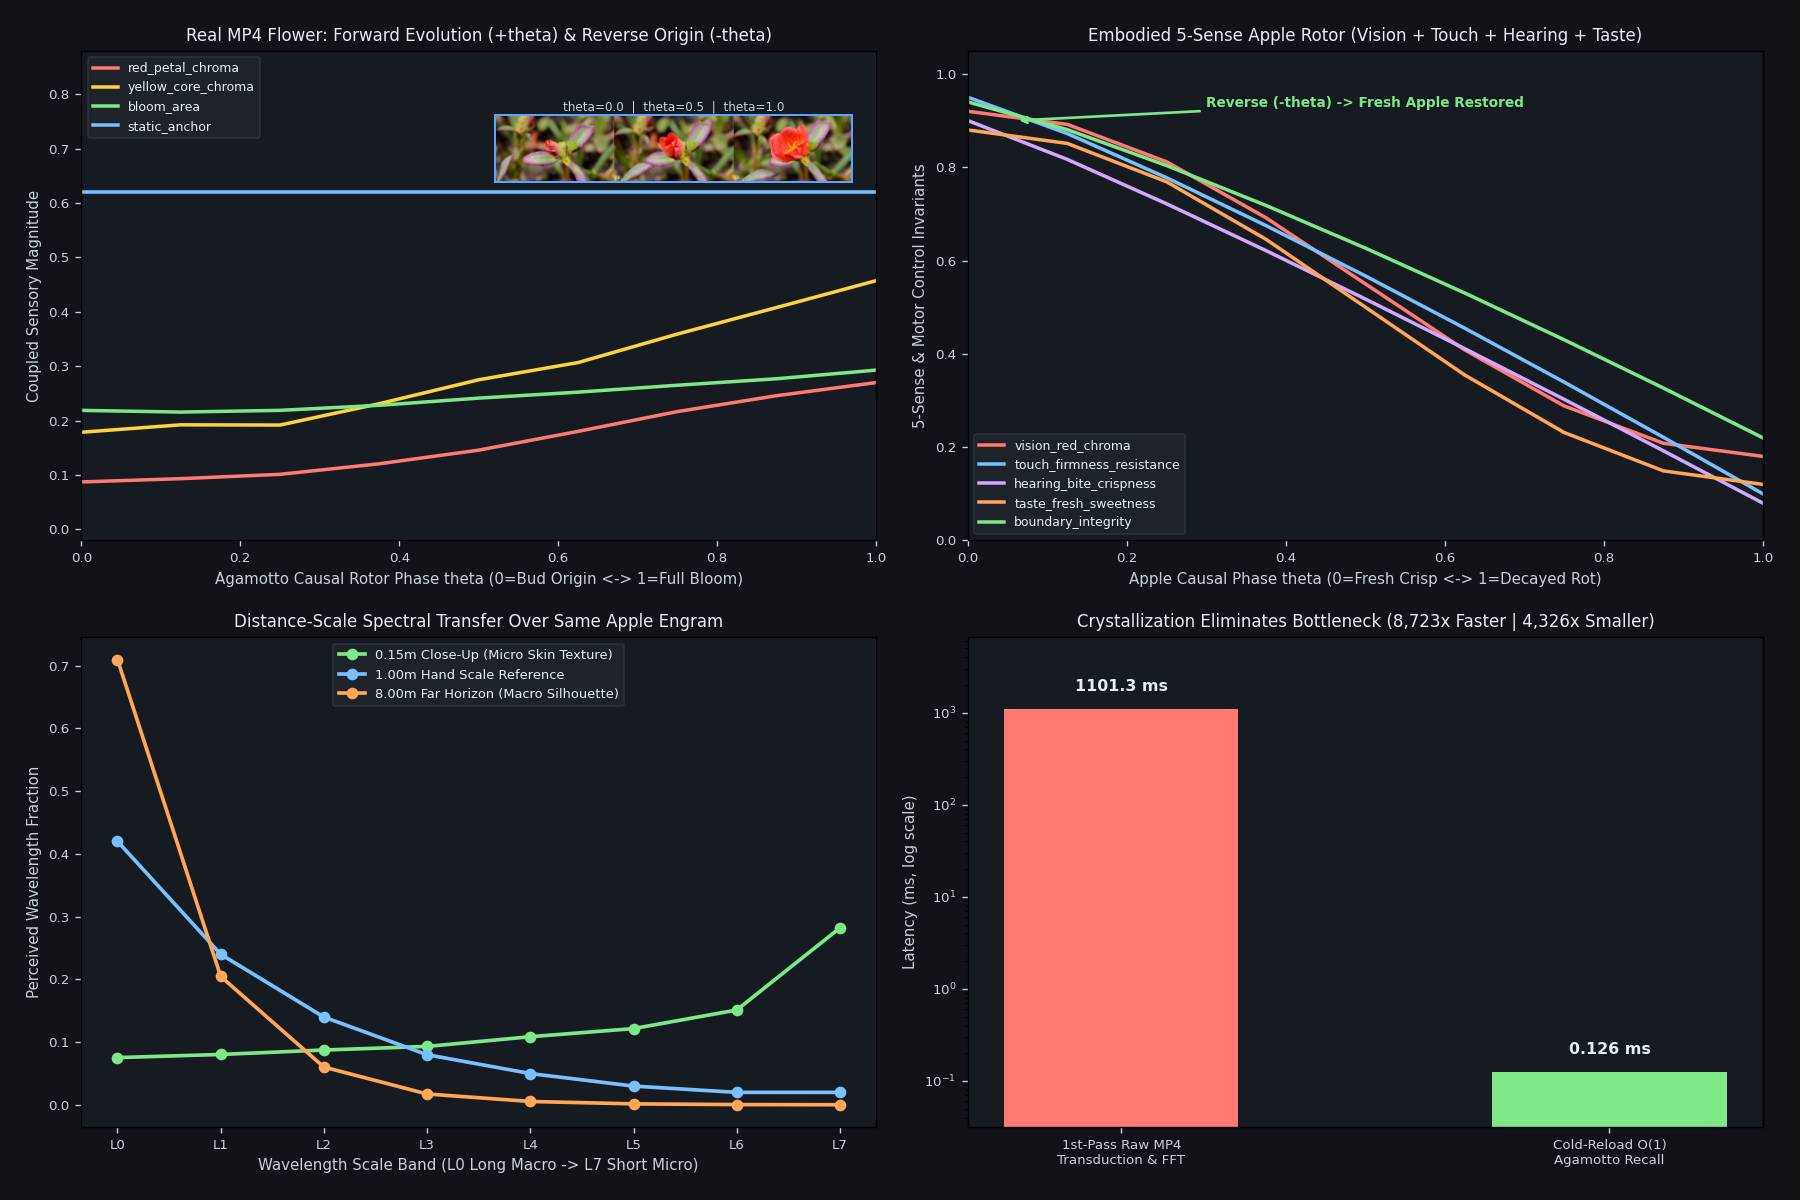 Real MP4 Flower: Forward Evolution (+theta) & Reverse Origin (-theta)
red_petal_chroma
yellow_core_chroma
bloom_area
static_anchor
theta=0.0 | theta=0.5 | theta=1.0
Coupled Sensory Magnitude
0.8
0.7
0.6
0.5
0.4
0.3
0.2
0.1
0.0
0.0 0.2 0.4 0.6 0.8 1.0
Agamotto Causal Rotor Phase theta (0=Bud Origin <-> 1=Full Bloom)
Embodied 5-Sense Apple Rotor (Vision + Touch + Hearing + Taste)
Reverse (-theta) -> Fresh Apple Restored
5-Sense & Motor Control Invariants
1.0
0.8
0.6
0.4
0.2
0.0
vision_red_chroma
touch_firmness_resistance
hearing_bite_crispness
taste_fresh_sweetness
boundary_integrity
0.0 0.2 0.4 0.6 0.8 1.0
Apple Causal Phase theta (0=Fresh Crisp <-> 1=Decayed Rot)
Distance-Scale Spectral Transfer Over Same Apple Engram
0.15m Close-Up (Micro Skin Texture)
1.00m Hand Scale Reference
8.00m Far Horizon (Macro Silhouette)
Perceived Wavelength Fraction
0.7
0.6
0.5
0.4
0.3
0.2
0.1
0.0
L0 L1 L2 L3 L4 L5 L6 L7
Wavelength Scale Band (L0 Long Macro -> L7 Short Micro)
Crystallization Eliminates Bottleneck (8,723x Faster | 4,326x Smaller)
1101.3 ms
0.126 ms
Latency (ms, log scale)
10³
10²
10¹
10⁰
10⁻¹
1st-Pass Raw MP4
Transduction & FFT
Cold-Reload O(1)
Agamotto Recall